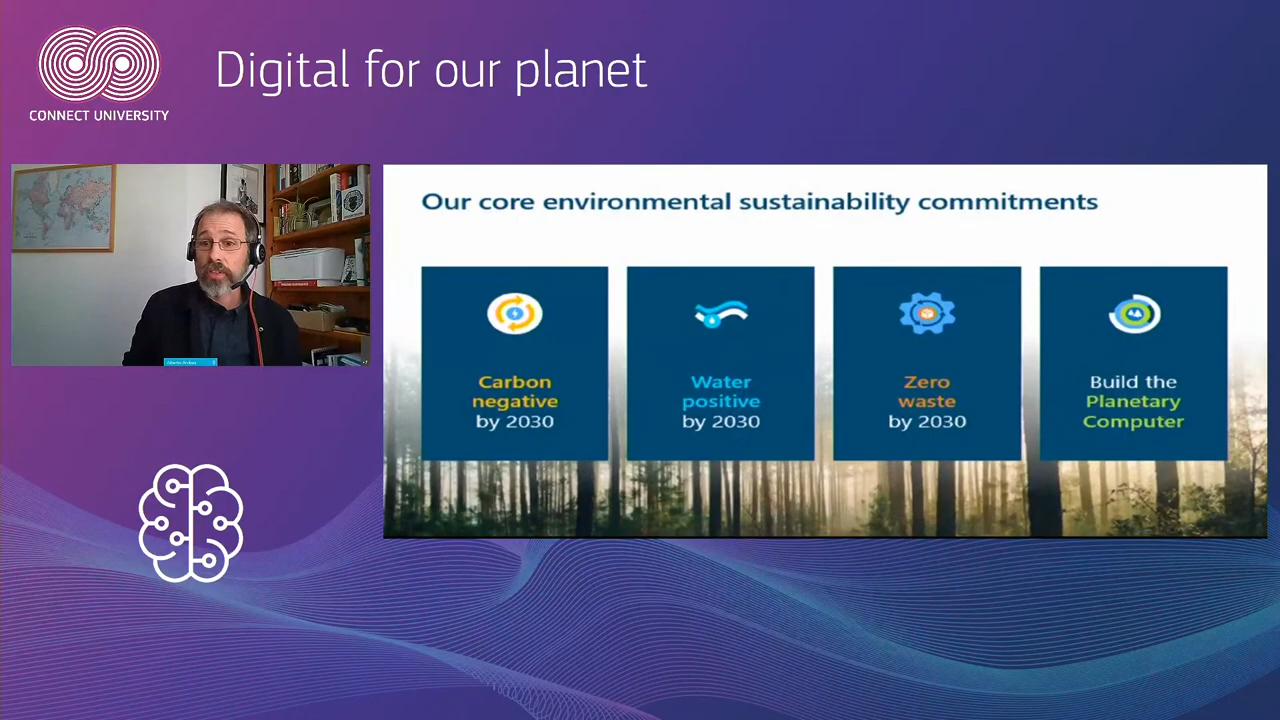 Digital for our planet
CONNECT UNIVERSITY
Our core environmental sustainability commitments
Carbon
negative
by 2030
Water
positive
by 2030
Zero
waste
by 2030
Build the
Planetary
Computer